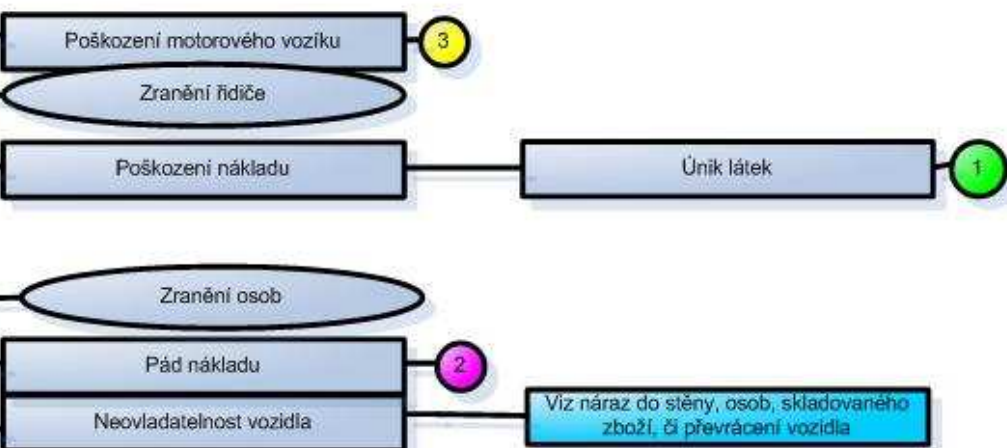 Poškození motorového vozíku
3
Zranění řidiče
Poškození nákladu
Únik látek
1
Zranění osob
Pád nákladu
2
Neovladatelnost vozidla
Viz náraz do stěny, osob, skladovaného
zboží, či převrácení vozidla